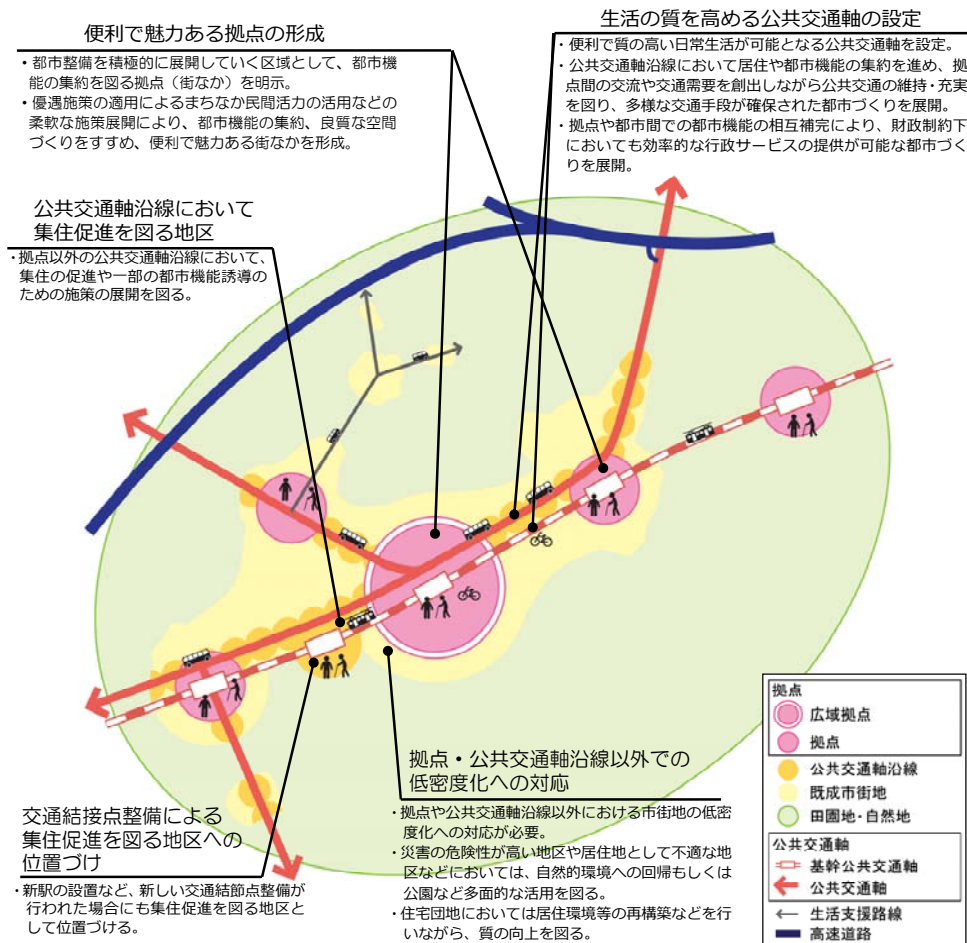 便利で魅力ある拠点の形成
・都市整備を積極的に展開していく区域として、都市機
能の集約を図る拠点（街なか）を明示。
・優遇施策の適用によるまちなか民間活力の活用などの
柔軟な施策展開により、都市機能の集約、良質な空間
づくりをすすめ、便利で魅力ある街なかを形成。
生活の質を高める公共交通軸の設定
・便利で質の高い日常生活が可能となる公共交通軸を設定。
・公共交通軸沿線において居住や都市機能の集約を進め、拠
点間の交流や交通需要を創出しながら公共交通の維持・充実
を図り、多様な交通手段が確保された都市づくりを展開。
・拠点や都市間での都市機能の相互補完により、財政制約下
においても効率的な行政サービスの提供が可能な都市づく
りを展開。
公共交通軸沿線において
集住促進を図る地区
・拠点以外の公共交通軸沿線において、
集住の促進や一部の都市機能誘導の
ための施策の展開を図る。
交通結接点整備による
集住促進を図る地区への
位置づけ
・新駅の設置など、新しい交通結節点整備が
行われた場合にも集住促進を図る地区と
して位置づける。
拠点・公共交通軸沿線以外での
低密度化への対応
・拠点や公共交通軸沿線以外における市街地の低密
度化への対応が必要。
・災害の危険性が高い地区や居住地として不適な地
区などにおいては、自然的環境への回帰もしくは
公園など多面的な活用を図る。
・住宅団地においては居住環境等の再構築などを行
いながら、質の向上を図る。
拠点
広域拠点
拠点
公共交通軸沿線
既成市街地
田園地・自然地
公共交通軸
基幹公共交通軸
公共交通軸
生活支援路線
高速道路